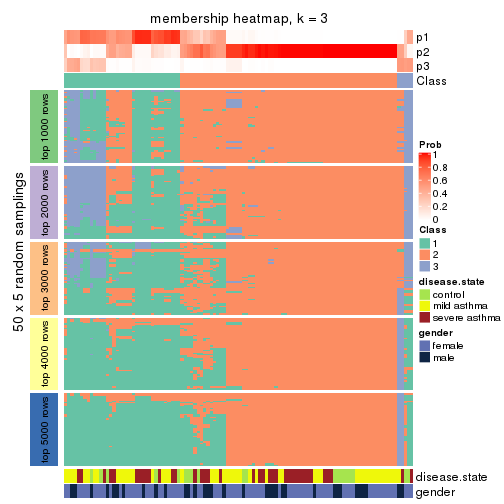 membership heatmap, k = 3
p1
p2
p3
Class
50 x 5 random samplings
top 1000 rows
top 2000 rows
top 3000 rows
top 4000 rows
top 5000 rows
Prob
1
0.8
0.6
0.4
0.2
0
Class
1
2
3
disease.state
control
mild asthma
severe asthma
gender
female
male
disease.state
gender